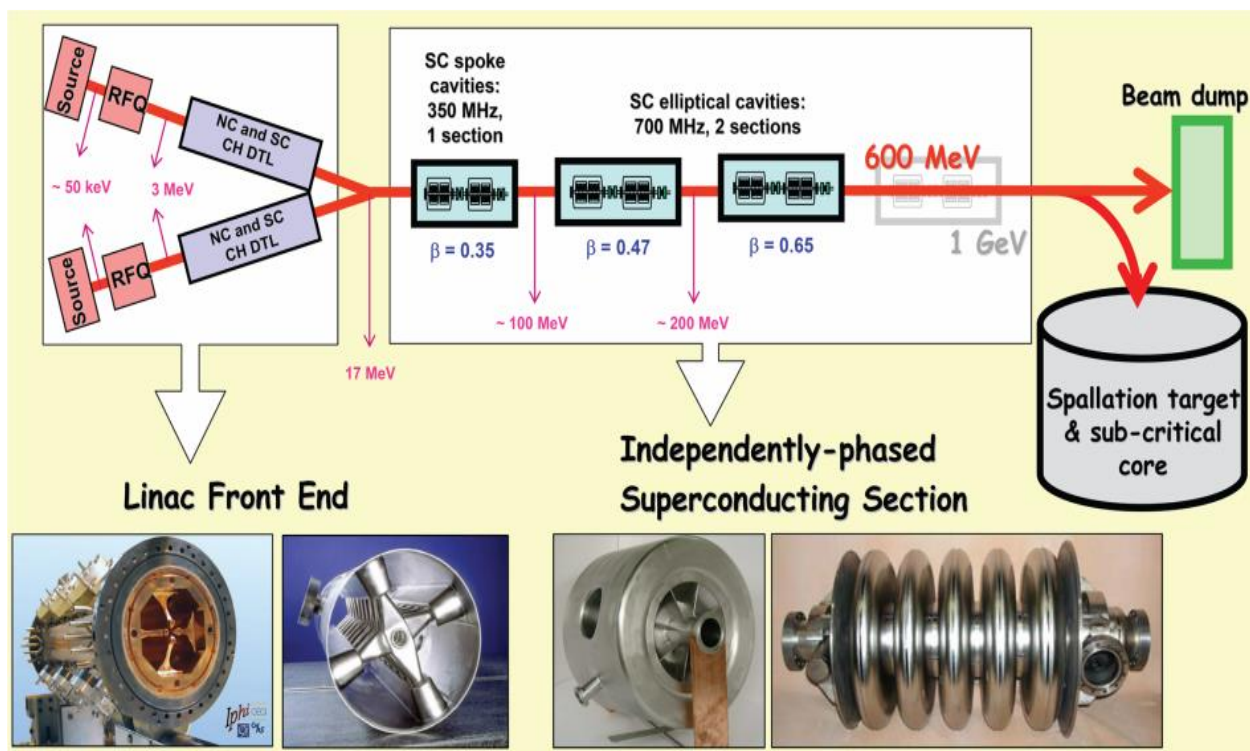 Source
RFQ
NC and SC
CH DTL
~ 50 keV
3 MeV
Source
RFQ
NC and SC
CH DTL
17 MeV
SC spoke
cavities:
350 MHz,
1 section
SC elliptical cavities:
700 MHz, 2 sections
β = 0.35
β = 0.47
β = 0.65
~ 100 MeV
~ 200 MeV
600 MeV
1 GeV
Beam dump
Spallation target
& sub-critical
core
Linac Front End
Independently-phased
Superconducting Section
Iphi